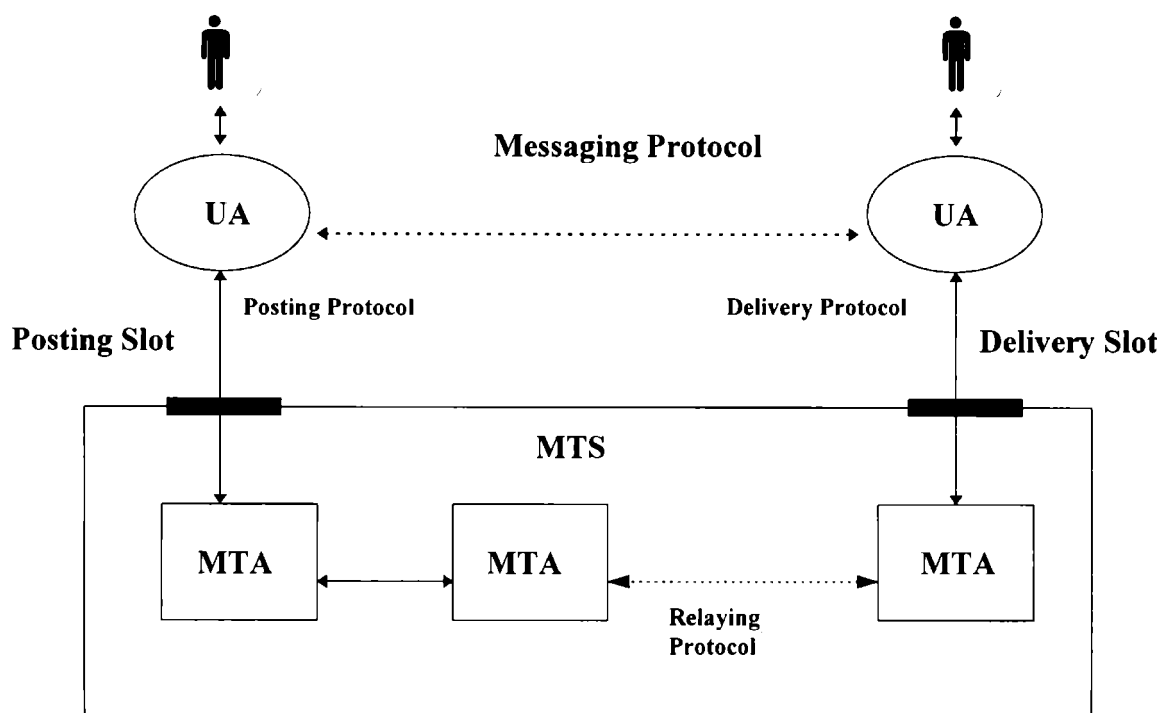 Messaging Protocol
UA
UA
Posting Protocol
Delivery Protocol
Posting Slot
Delivery Slot
MTS
MTA
MTA
MTA
Relaying
Protocol